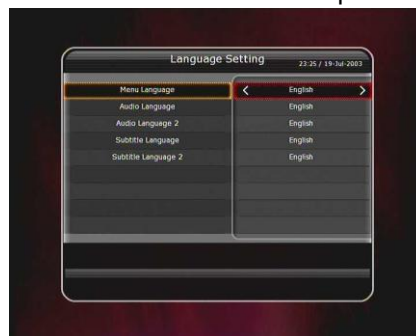 Language Setting
23:25 / 19-Jul-2003
Menu Language English
Audio Language English
Audio Language 2 English
Subtitle Language English
Subtitle Language 2 English